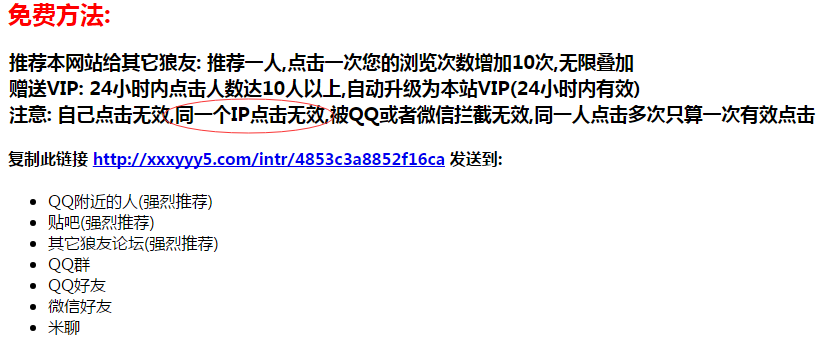 免费方法:
推荐本网站给其它狼友: 推荐一人,点击一次您的浏览次数增加10次,无限叠加
赠送VIP: 24小时内点击人数达10人以上,自动升级为本站VIP(24小时内有效)
注意: 自己点击无效,同一个IP点击无效,被QQ或者微信拦截无效,同一人点击多次只算一次有效点击
复制此链接 http://xxxyyy5.com/intr/4853c3a8852f16ca 发送到:
QQ附近的人(强烈推荐)
贴吧(强烈推荐)
其它狼友论坛(强烈推荐)
QQ群
QQ好友
微信好友
米聊